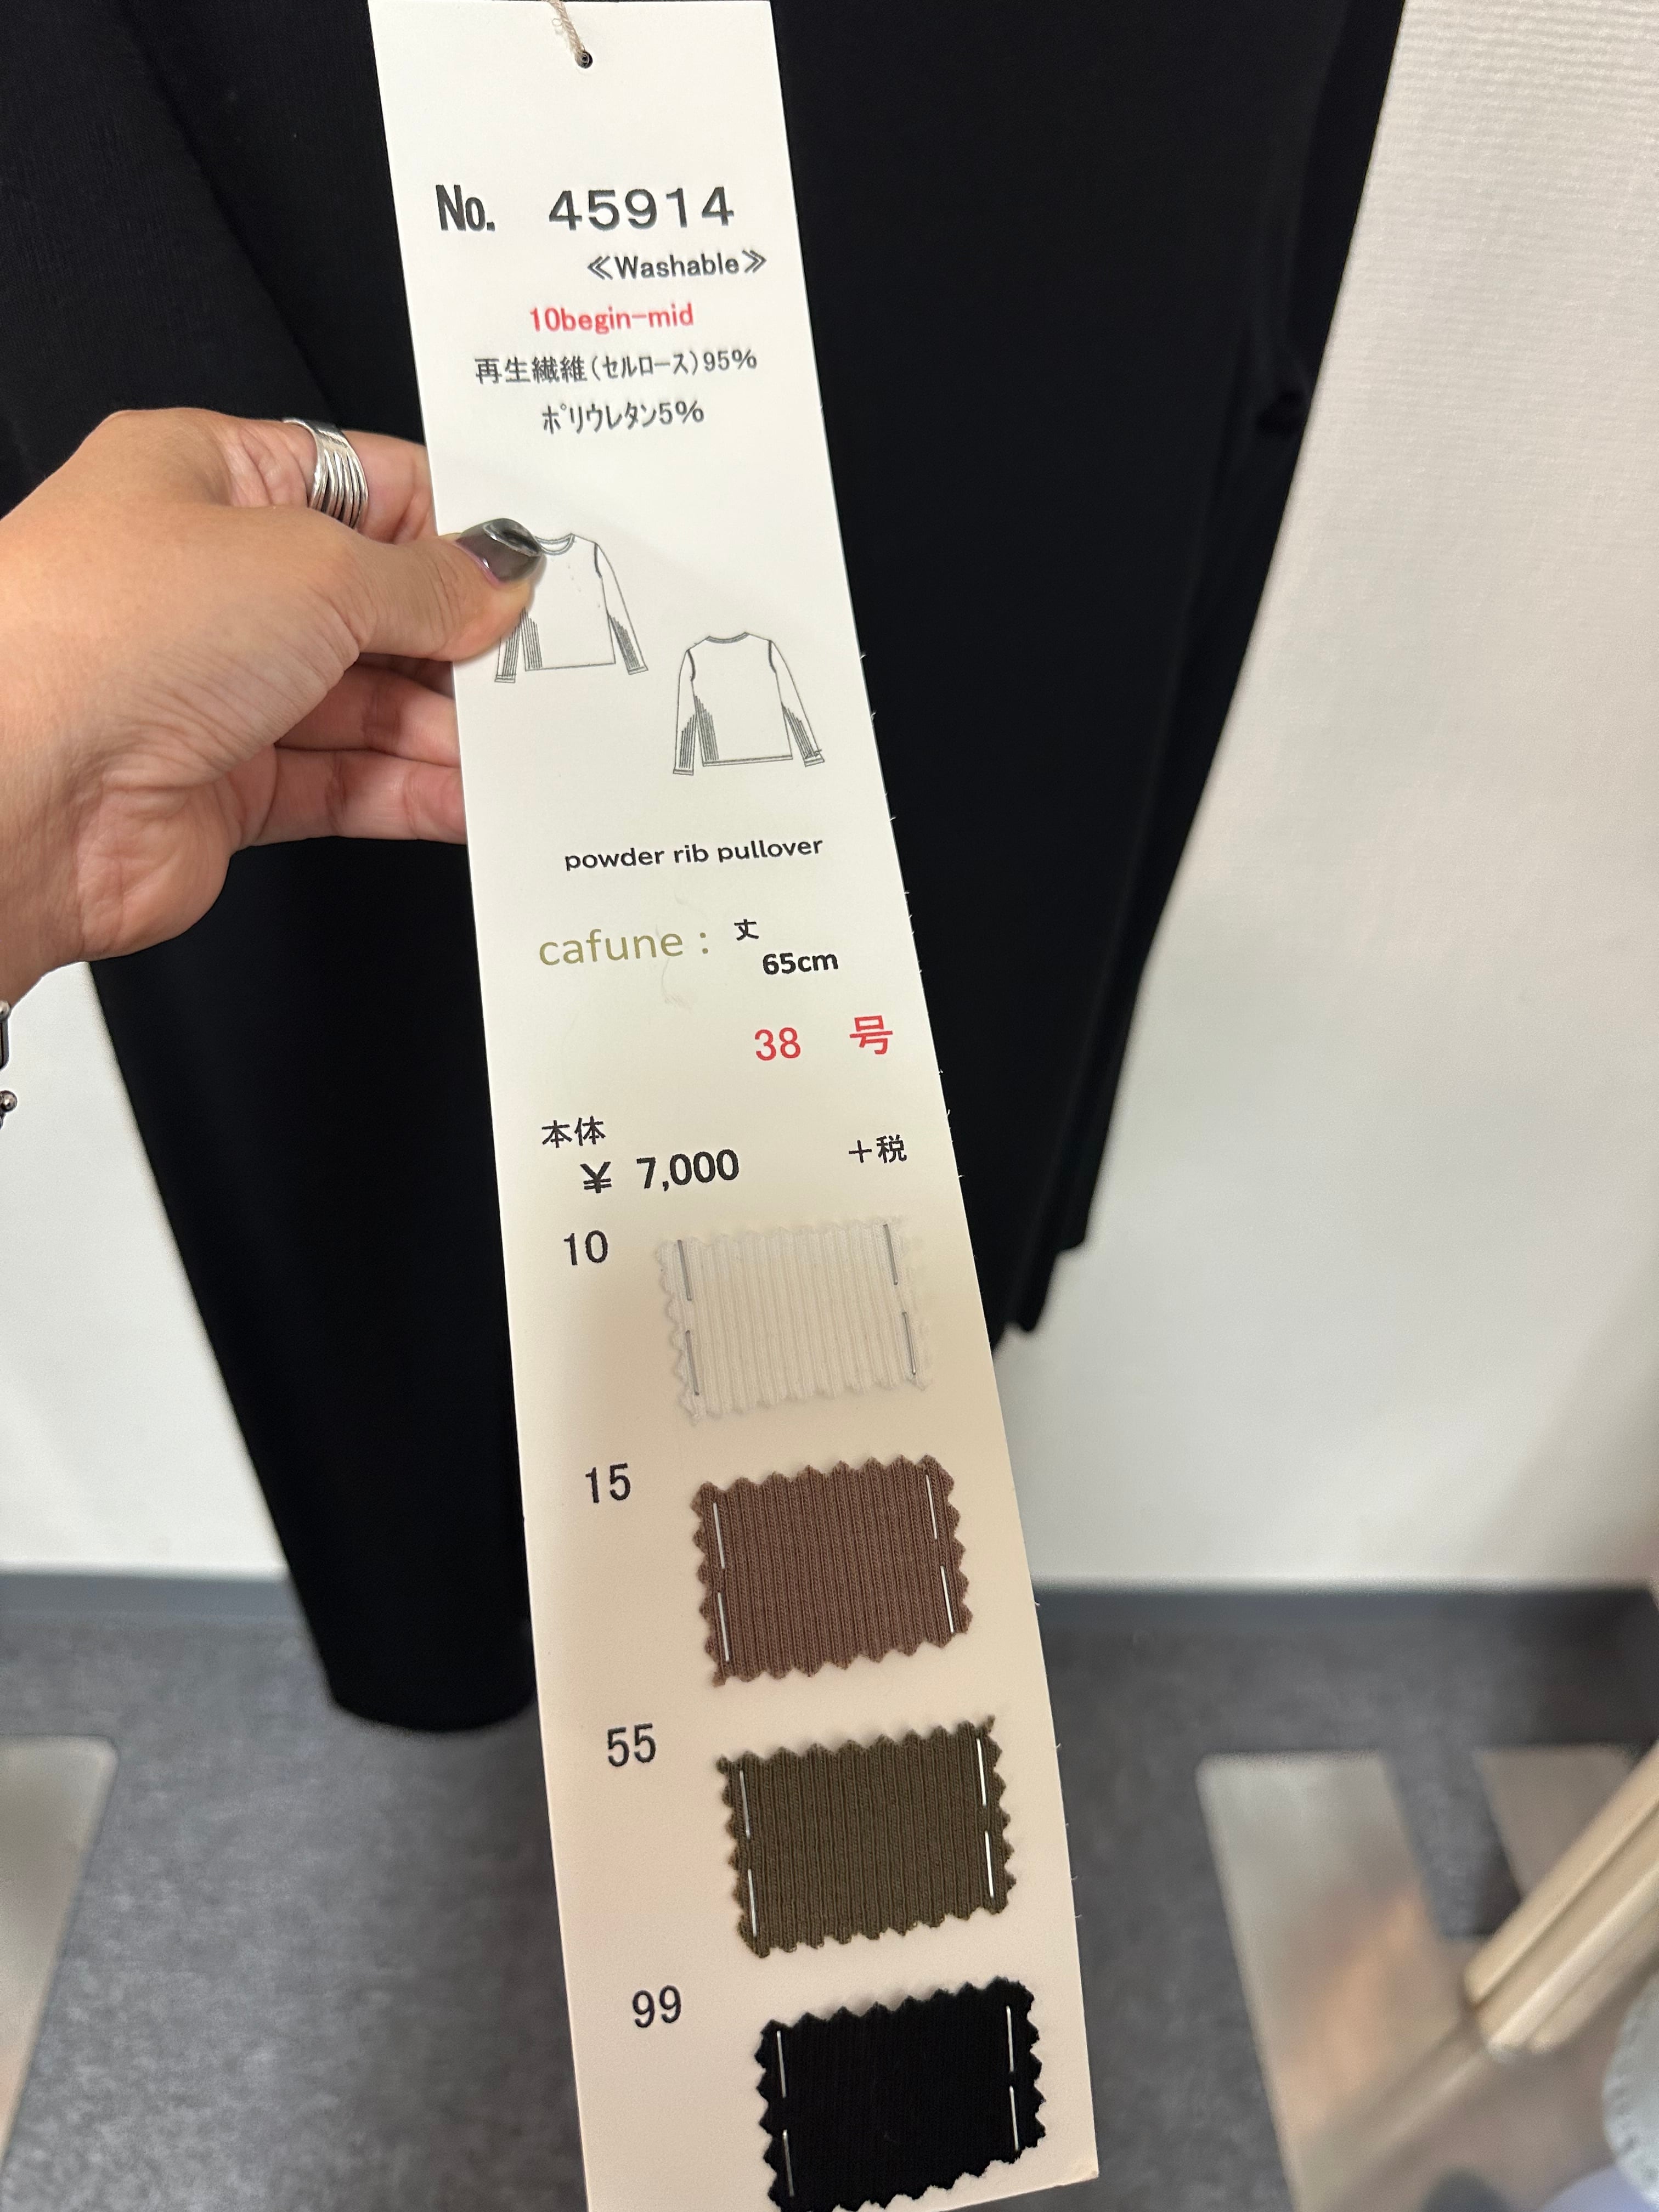 No. 45914
≪Washable≫
10begin-mid
再生繊維(セルロース)95%
ポリウレタン5%
powder rib pullover
cafune : 丈
65cm
38 号
本体
¥ 7,000 +税
10
15
55
99